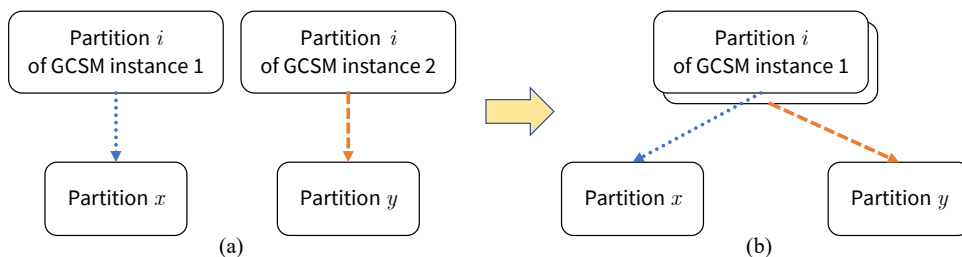 Partition i
of GCSM instance 1
Partition i
of GCSM instance 2
Partition x
Partition y
(a)
Partition i
of GCSM instance 1
Partition x
Partition y
(b)